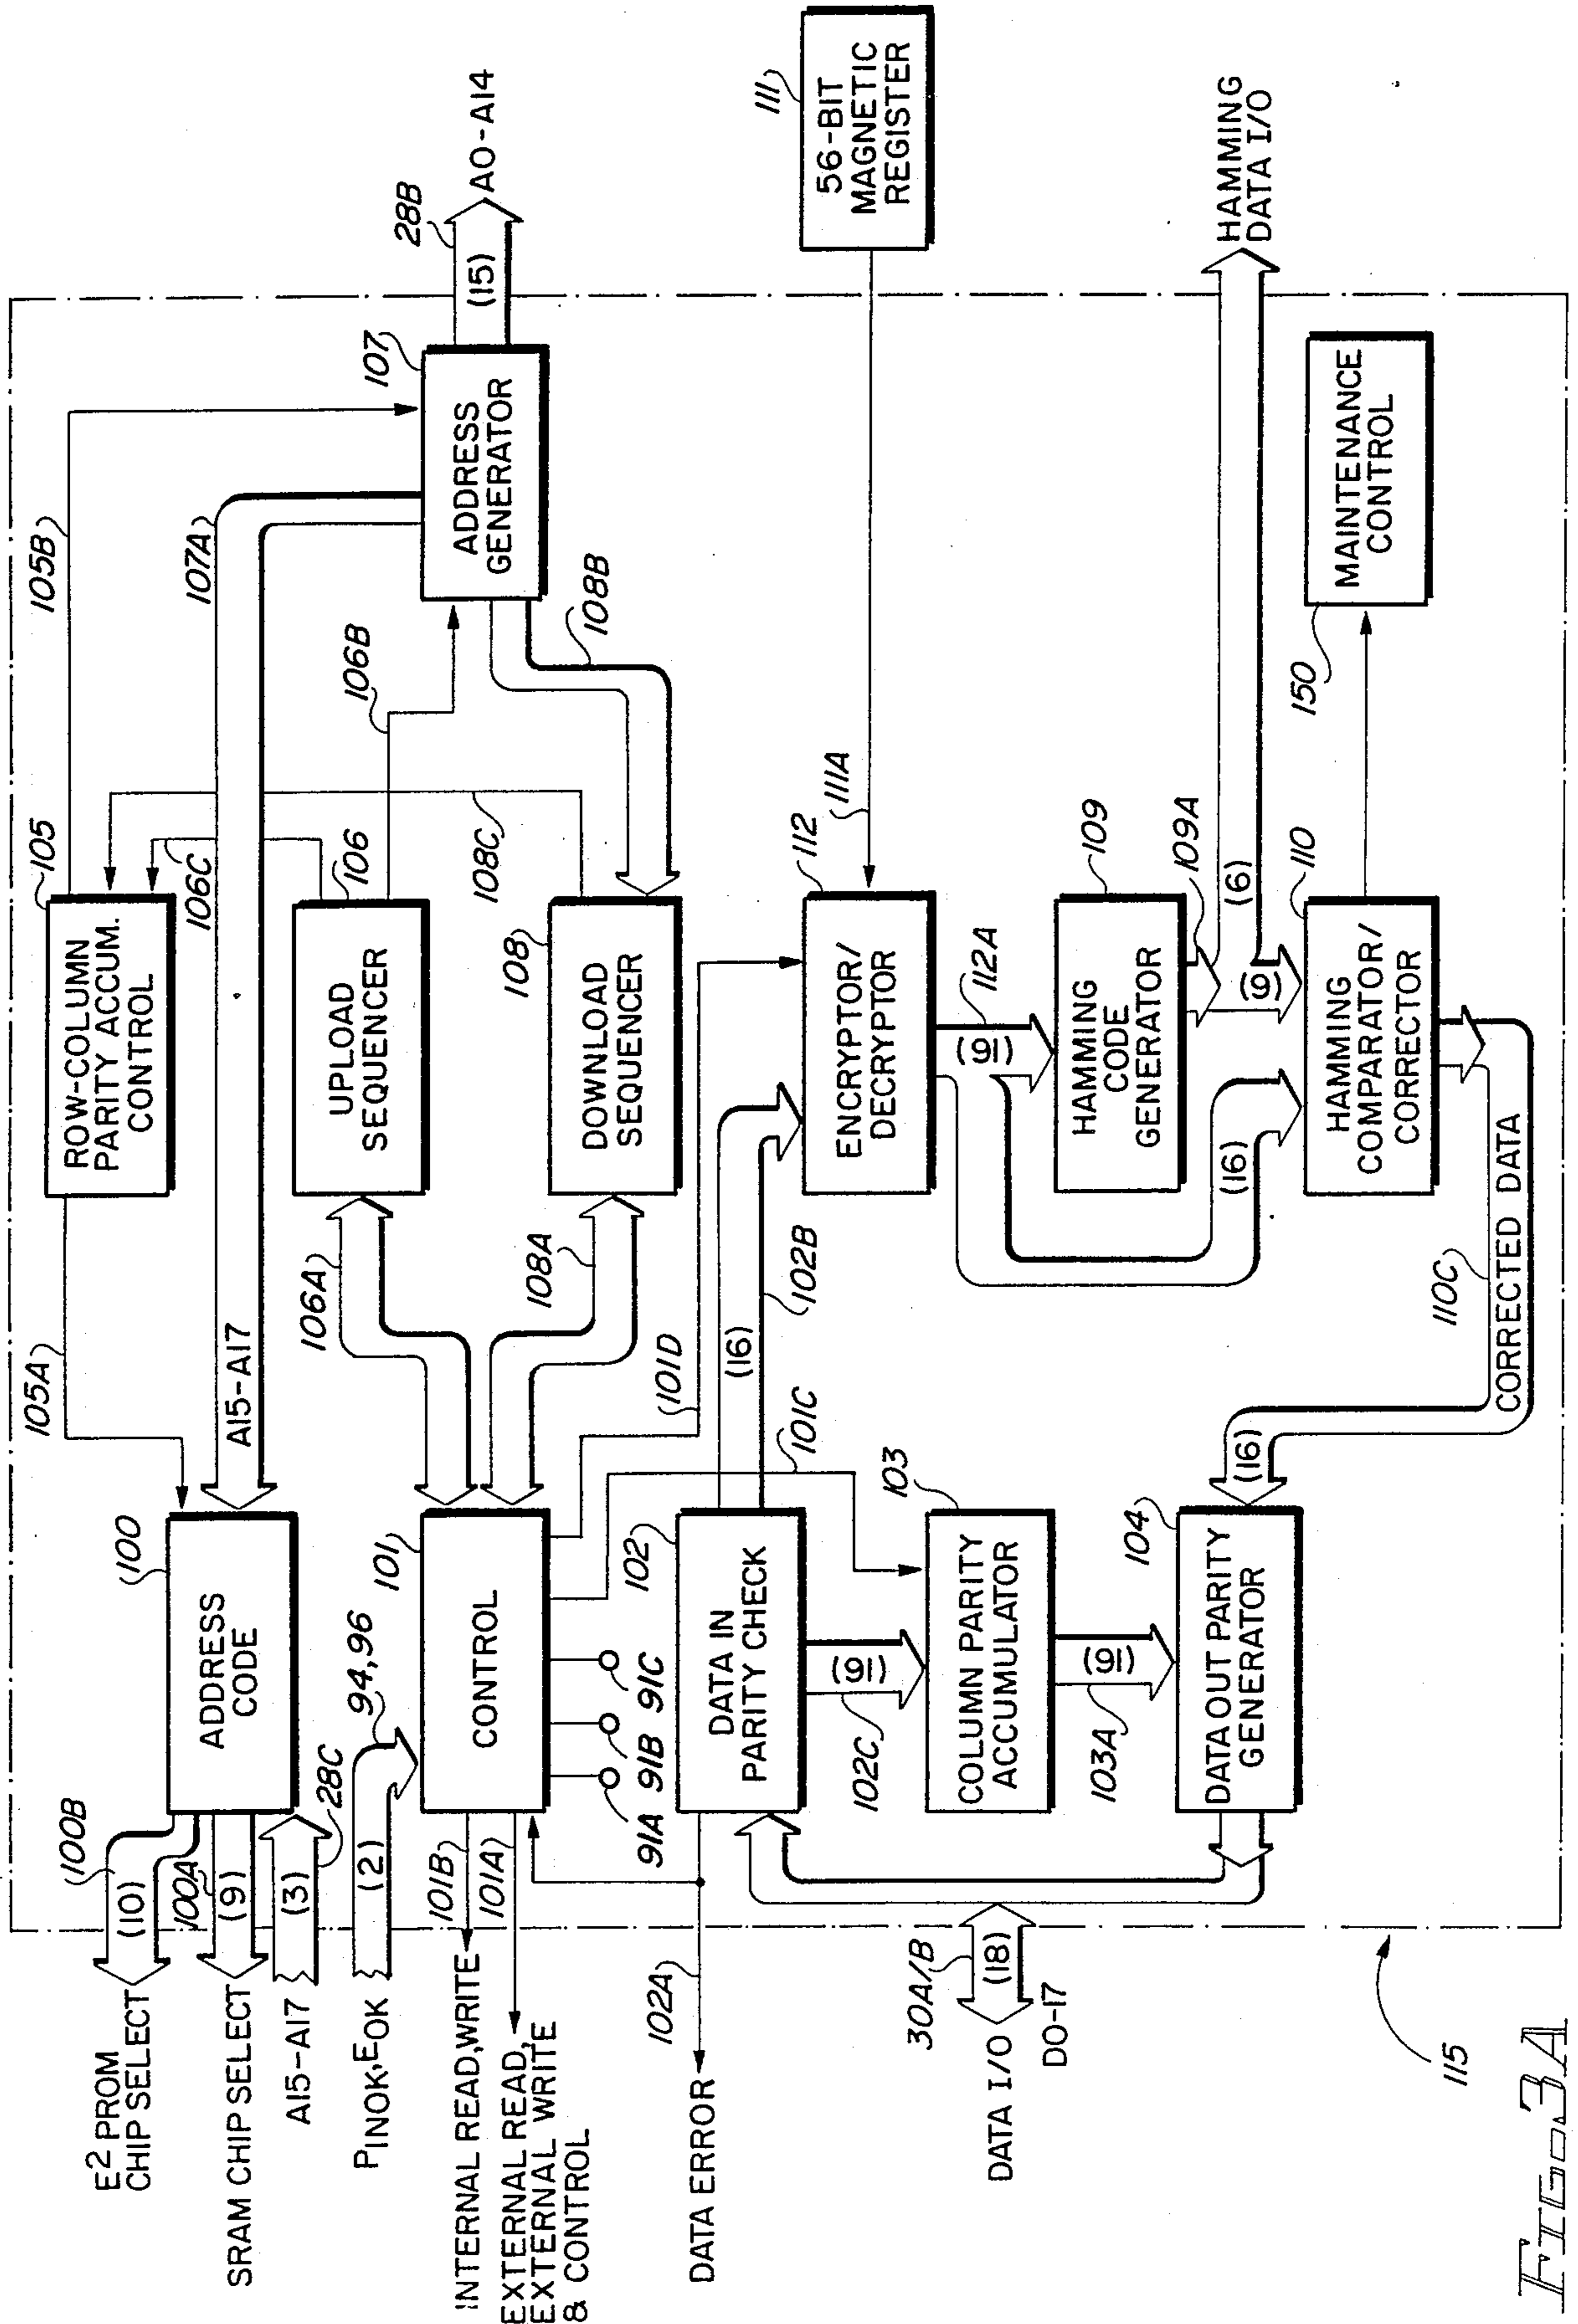 E² PROM
CHIP SELECT
SRAM CHIP SELECT
A15-A17
PINOK, EOK
INTERNAL READ, WRITE
EXTERNAL READ,
EXTERNAL WRITE
& CONTROL
DATA ERROR
DATA I/O
D0-17
100B
(10)
100A
(9)
(3)
28C
(2)
94, 96
101B
101A
102A
30A/B
(18)
115
100
ADDRESS
CODE
101
CONTROL
91A
91B
91C
102
DATA IN
PARITY CHECK
(16)
102C
103
COLUMN PARITY
ACCUMULATOR
(16)
103A
104
DATA OUT PARITY
GENERATOR
105A
A15-A17
106A
108A
101D
101C
(16)
102B
(16)
110C
CORRECTED DATA
105
ROW-COLUMN
PARITY ACCUM.
CONTROL
106C
106
UPLOAD
SEQUENCER
108
DOWNLOAD
SEQUENCER
108C
112
ENCRYPTOR/
DECRYPTOR
(16)
112A
109
HAMMING
CODE
GENERATOR
109A
(16)
(6)
(6)
110
HAMMING
COMPARATOR/
CORRECTOR
105B
107A
106B
108B
107
ADDRESS
GENERATOR
28B
(15)
A0-A14
111A
111
56-BIT
MAGNETIC
REGISTER
HAMMING
DATA I/O
150
MAINTENANCE
CONTROL
FIG. 3A